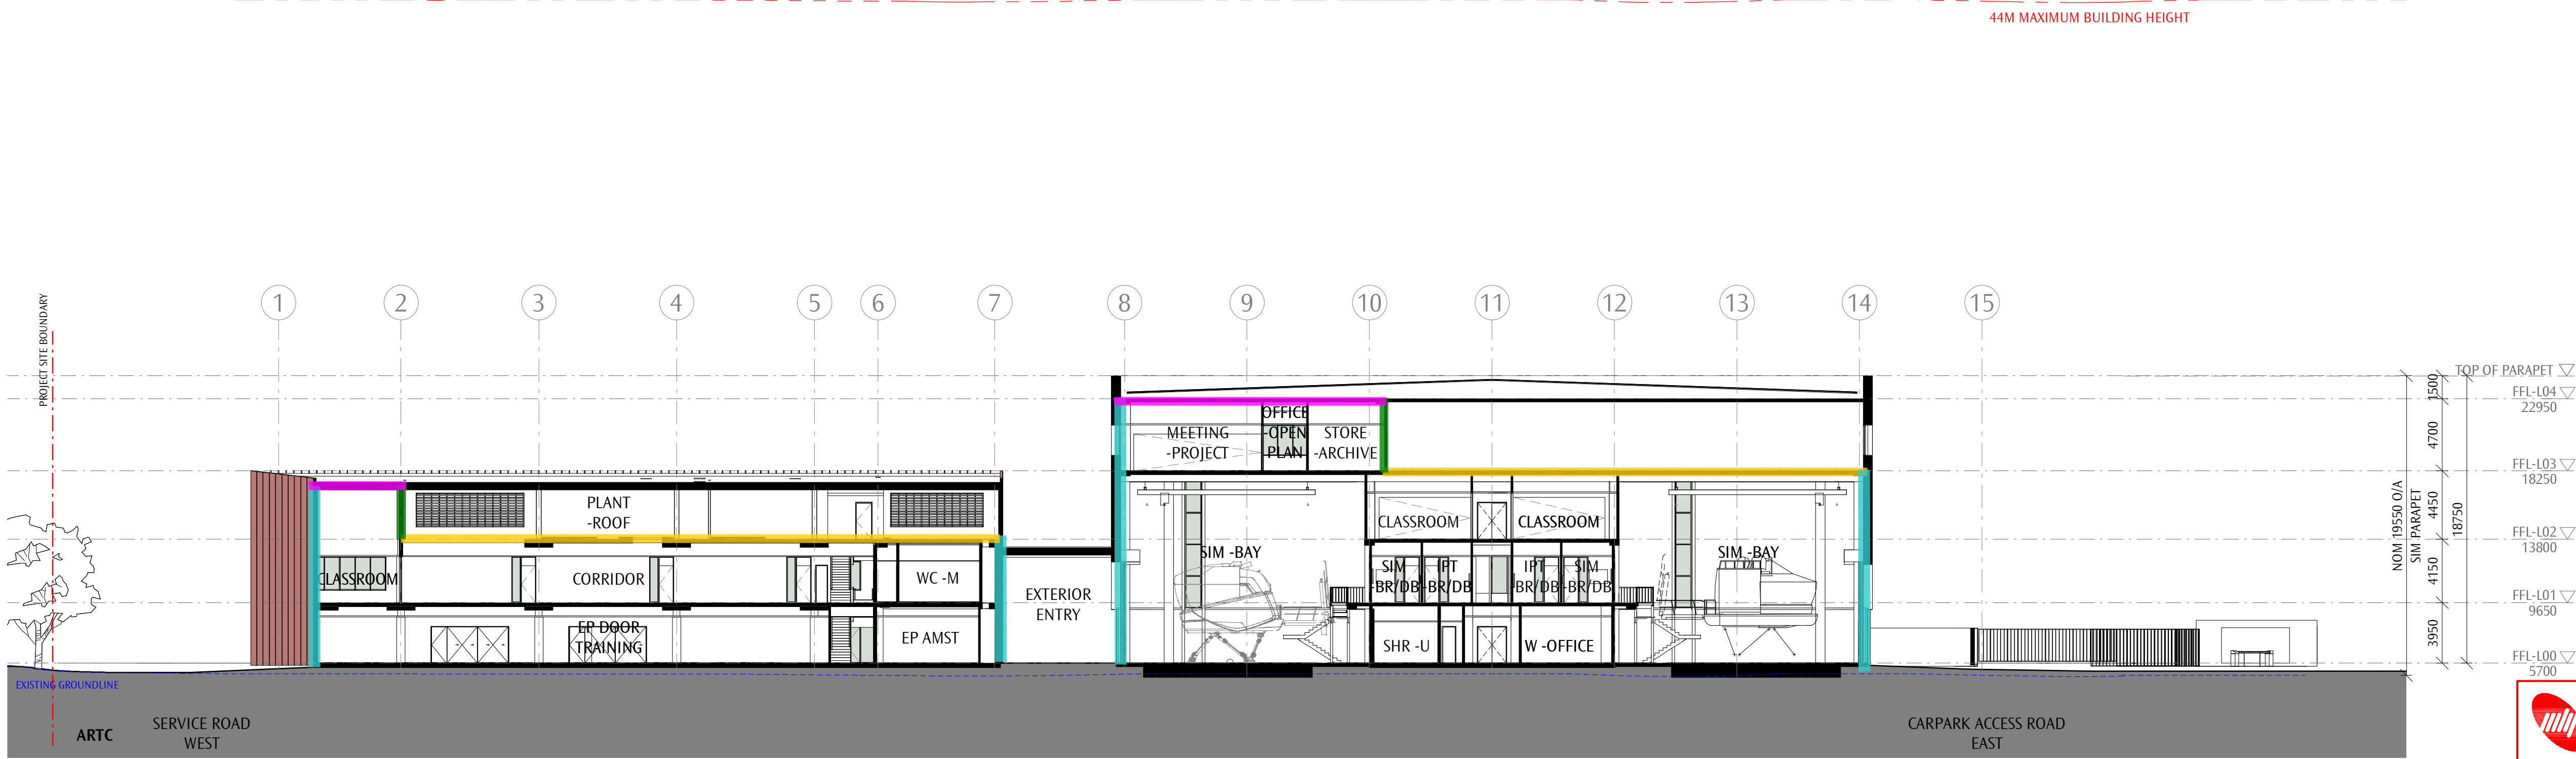 44M MAXIMUM BUILDING HEIGHT
PROJECT SITE BOUNDARY
1
2
3
4
5
6
7
8
9
10
11
12
13
14
15
TOP OF PARAPET
1500
FFL-L04
22950
4700
FFL-L03
18250
4450
FFL-L02
13800
4150
FFL-L01
9650
3950
FFL-L00
5700
18750
NOM 19550 O/A
SIM PARAPET
OFFICE
-OPEN
PLAN
MEETING
-PROJECT
STORE
-ARCHIVE
PLANT
-ROOF
CLASSROOM
CLASSROOM
SIM -BAY
SIM -BAY
CLASSROOM
CORRIDOR
WC -M
EXTERIOR
ENTRY
SIM
-BR/DB
IPT
-BR/DB
IPT
-BR/DB
SIM
-BR/DB
EP DOOR
TRAINING
EP AMST
SHR -U
W -OFFICE
EXISTING GROUNDLINE
ARTC
SERVICE ROAD
WEST
CARPARK ACCESS ROAD
EAST